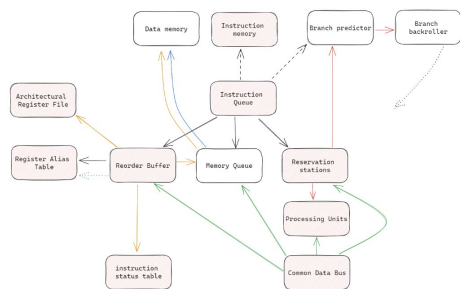 Data memory
Instruction
memory
Branch predictor
Branch
backroller
Architectural
Register File
Instruction
Queue
Register Alias
Table
Reorder Buffer
Memory Queue
Reservation
stations
Processing Units
instruction
status table
Common Data Bus